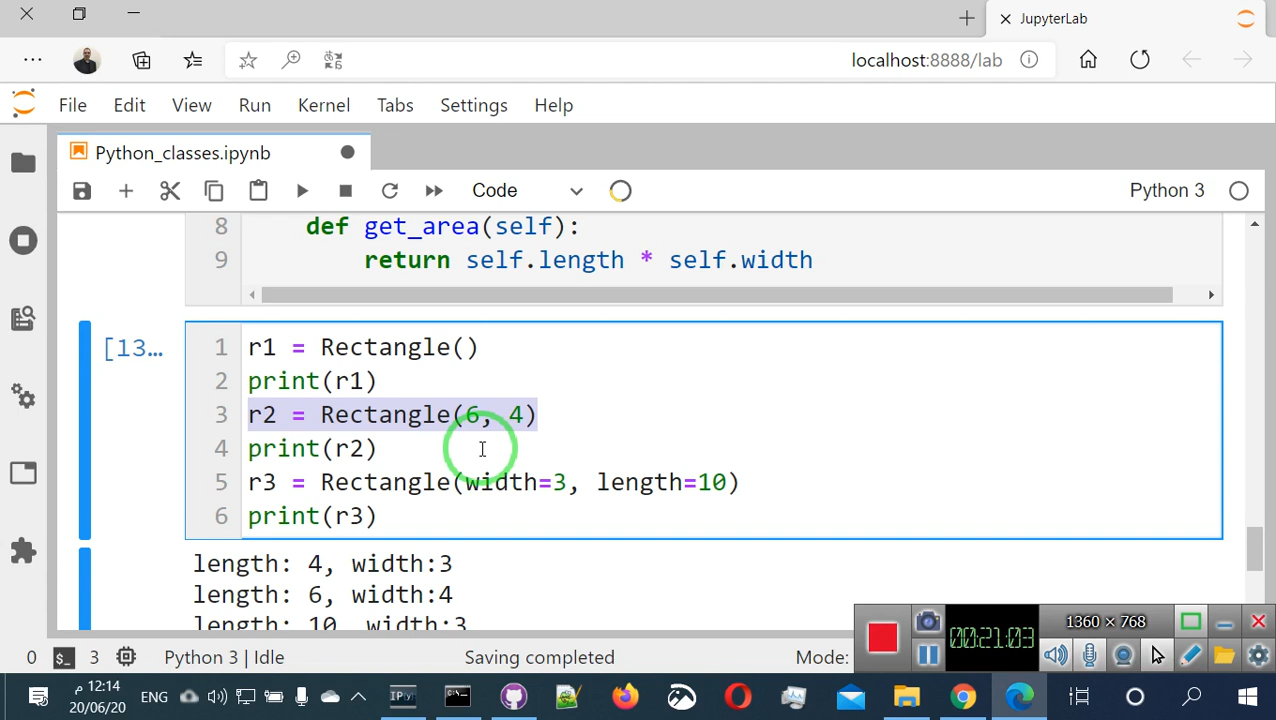 JupyterLab
localhost:8888/lab
File Edit View Run Kernel Tabs Settings Help
Python_classes.ipynb
Code Python 3
8 def get_area(self):
9 return self.length * self.width
[13…
1 r1 = Rectangle()
2 print(r1)
3 r2 = Rectangle(6, 4)
4 print(r2)
5 r3 = Rectangle(width=3, length=10)
6 print(r3)
length: 4, width:3
length: 6, width:4
length: 10, width:3
1360 × 768
00:21:03
0 3 Python 3 | Idle Saving completed Mode:
12:14 م
20/06/20
ENG